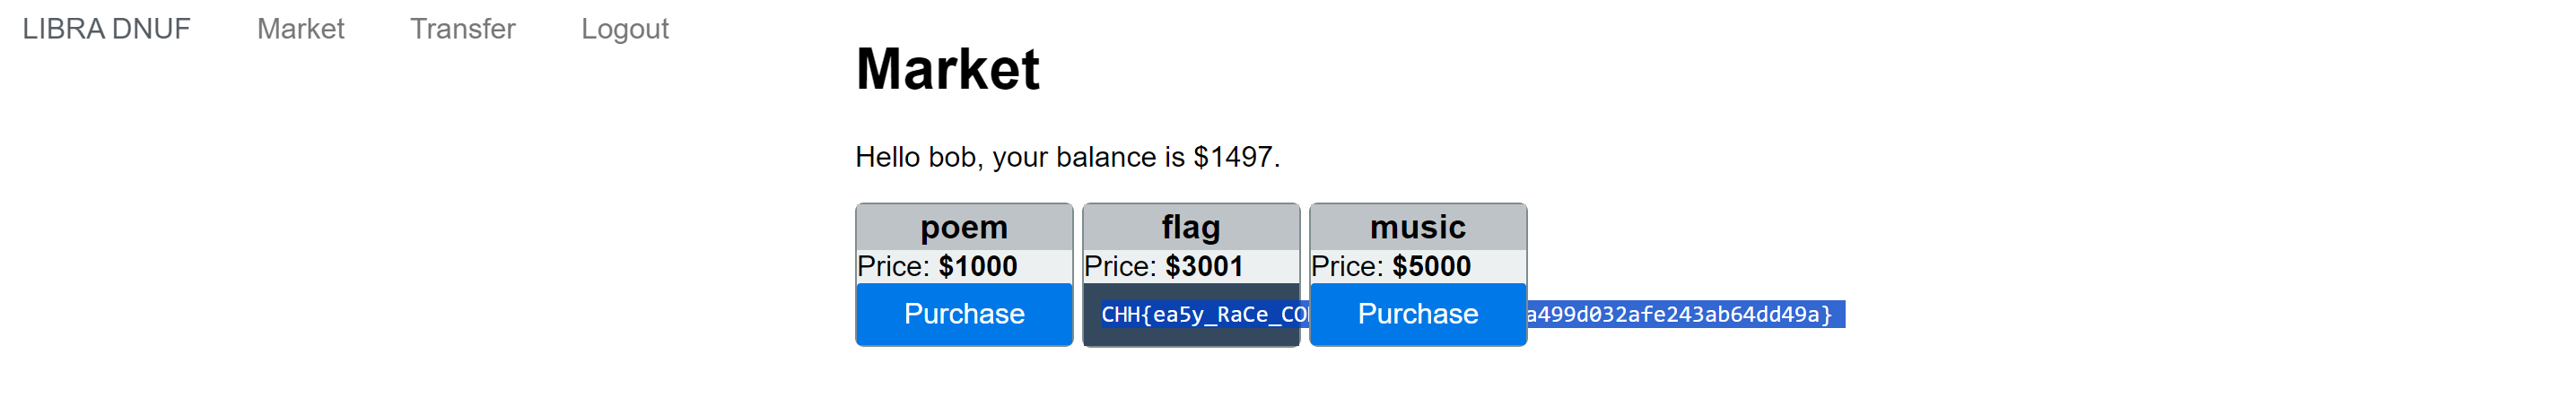 LIBRA DNUF Market Transfer Logout
Market
Hello bob, your balance is $1497.
poem flag music
Price: $1000 Price: $3001 Price: $5000
Purchase CHH{ea5y_RaCe_CO Purchase a499d032afe243ab64dd49a}